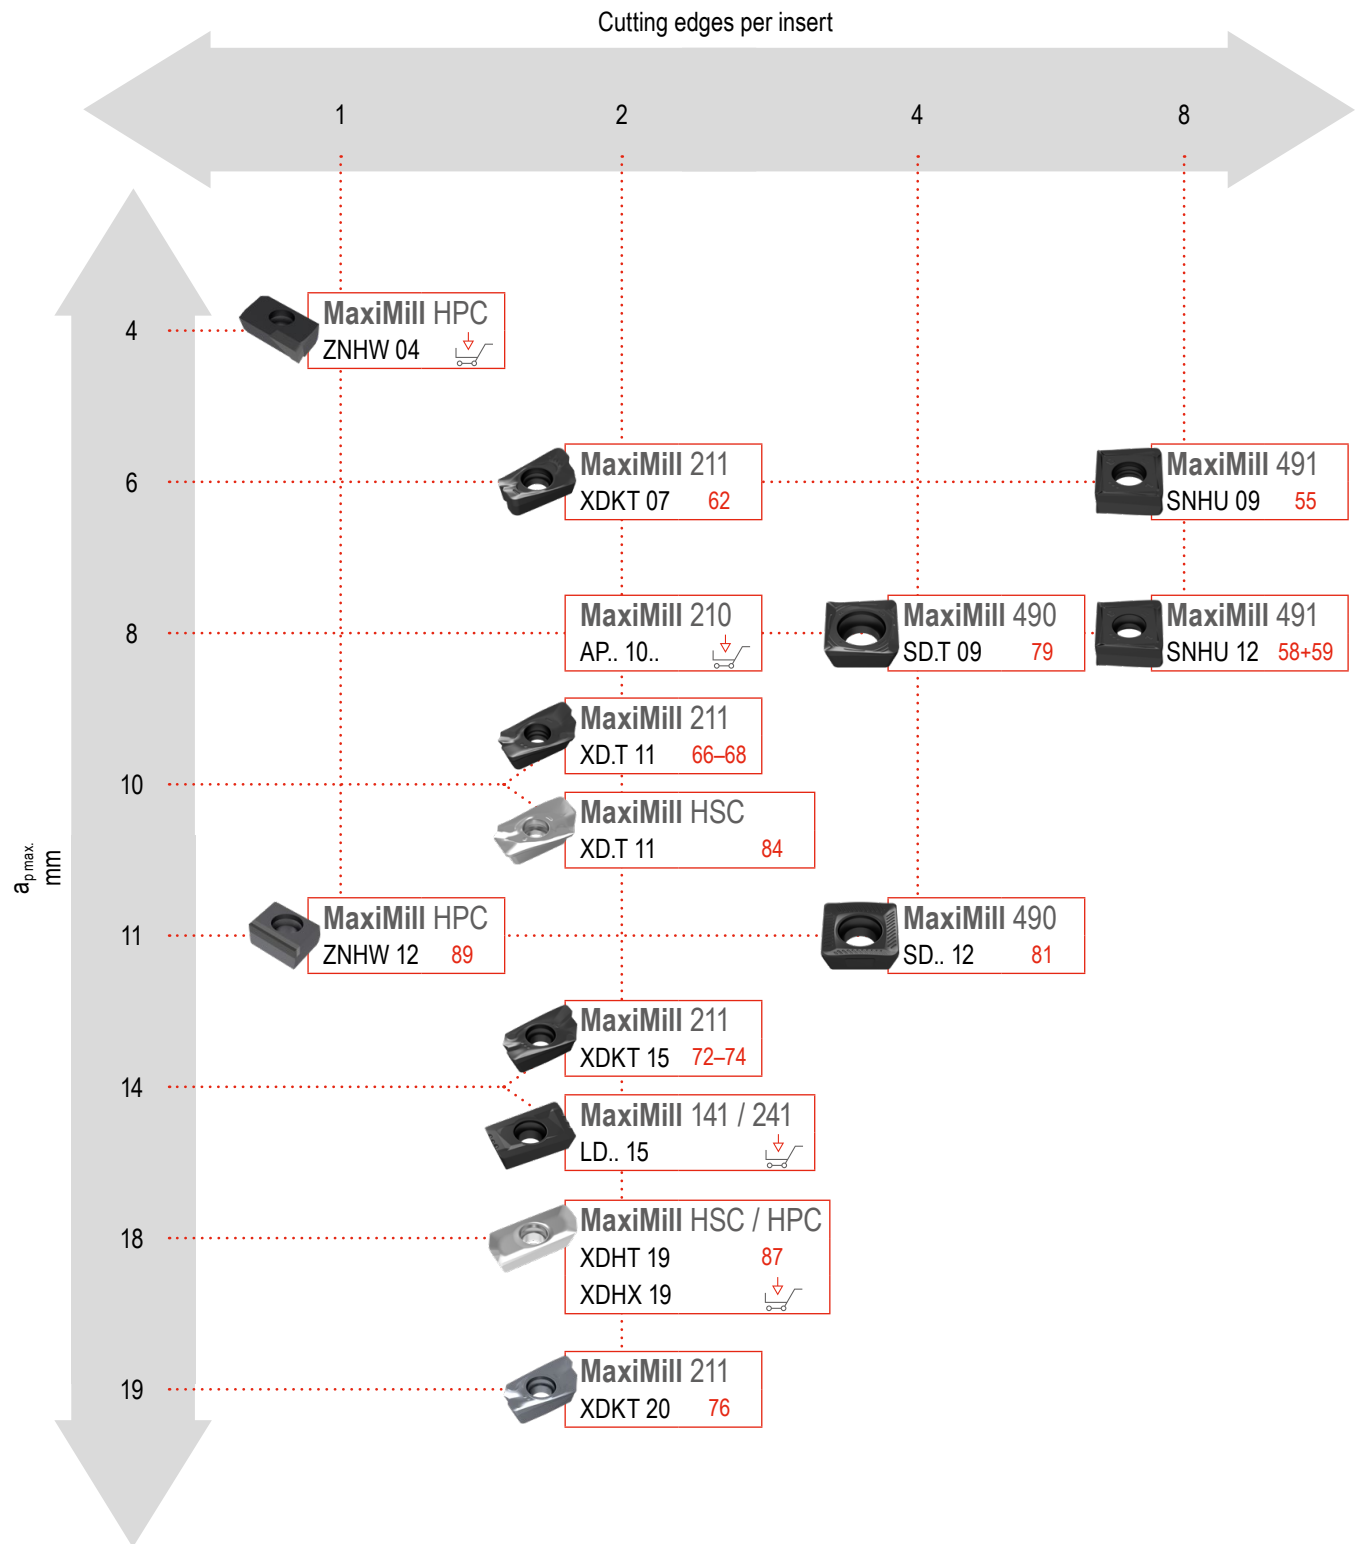 Cutting edges per insert
1 2 4 8
4
MaxiMill HPC
ZNHW 04
6
MaxiMill 211
XDKT 07 62
MaxiMill 491
SNHU 09 55
8
MaxiMill 210
AP.. 10..
MaxiMill 490
SD.T 09 79
MaxiMill 491
SNHU 12 58+59
10
MaxiMill 211
XD.T 11 66–68
MaxiMill HSC
XD.T 11 84
ap max.
mm
11
MaxiMill HPC
ZNHW 12 89
MaxiMill 490
SD.. 12 81
14
MaxiMill 211
XDKT 15 72–74
MaxiMill 141 / 241
LD.. 15
18
MaxiMill HSC / HPC
XDHT 19 87
XDHX 19
19
MaxiMill 211
XDKT 20 76